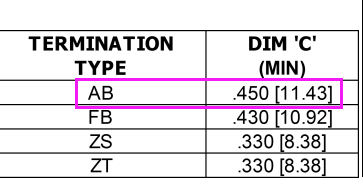 TERMINATION TYPE DIM 'C' (MIN)
AB .450 [11.43]
FB .430 [10.92]
ZS .330 [8.38]
ZT .330 [8.38]